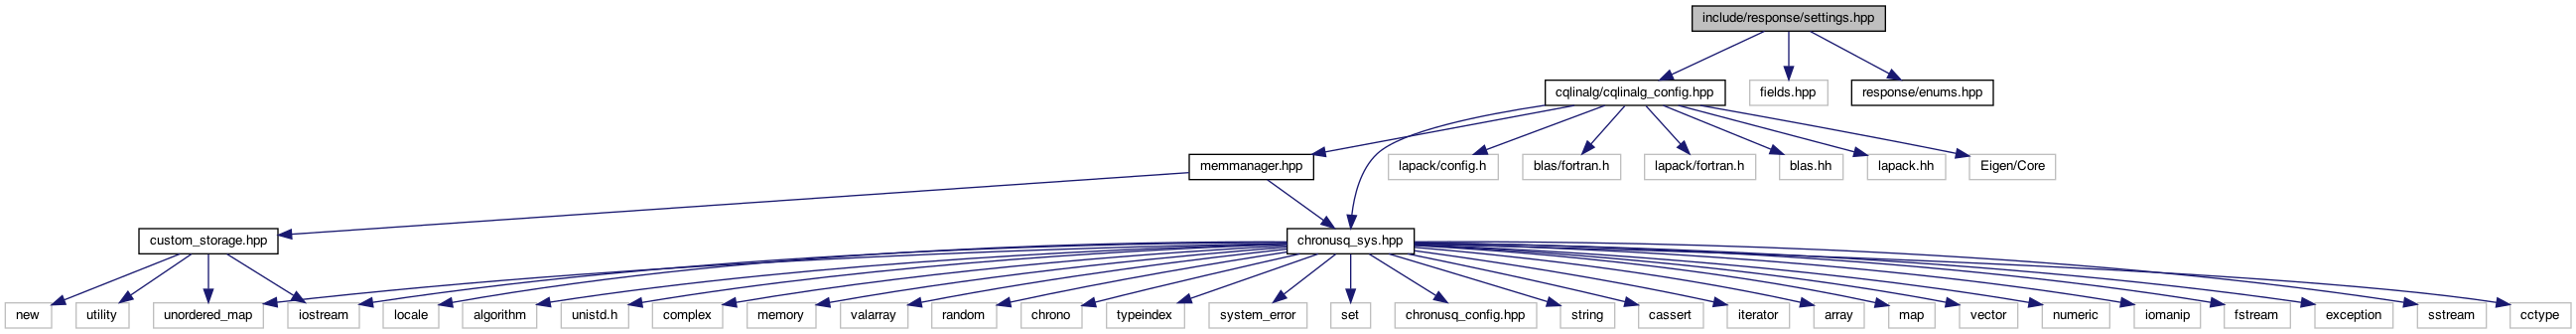 include/response/settings.hpp
cqlinalg/cqlinalg_config.hpp
fields.hpp
response/enums.hpp
memmanager.hpp
lapack/config.h
blas/fortran.h
lapack/fortran.h
blas.hh
lapack.hh
Eigen/Core
custom_storage.hpp
chronusq_sys.hpp
new
utility
unordered_map
iostream
locale
algorithm
unistd.h
complex
memory
valarray
random
chrono
typeindex
system_error
set
chronusq_config.hpp
string
cassert
iterator
array
map
vector
numeric
iomanip
fstream
exception
sstream
cctype